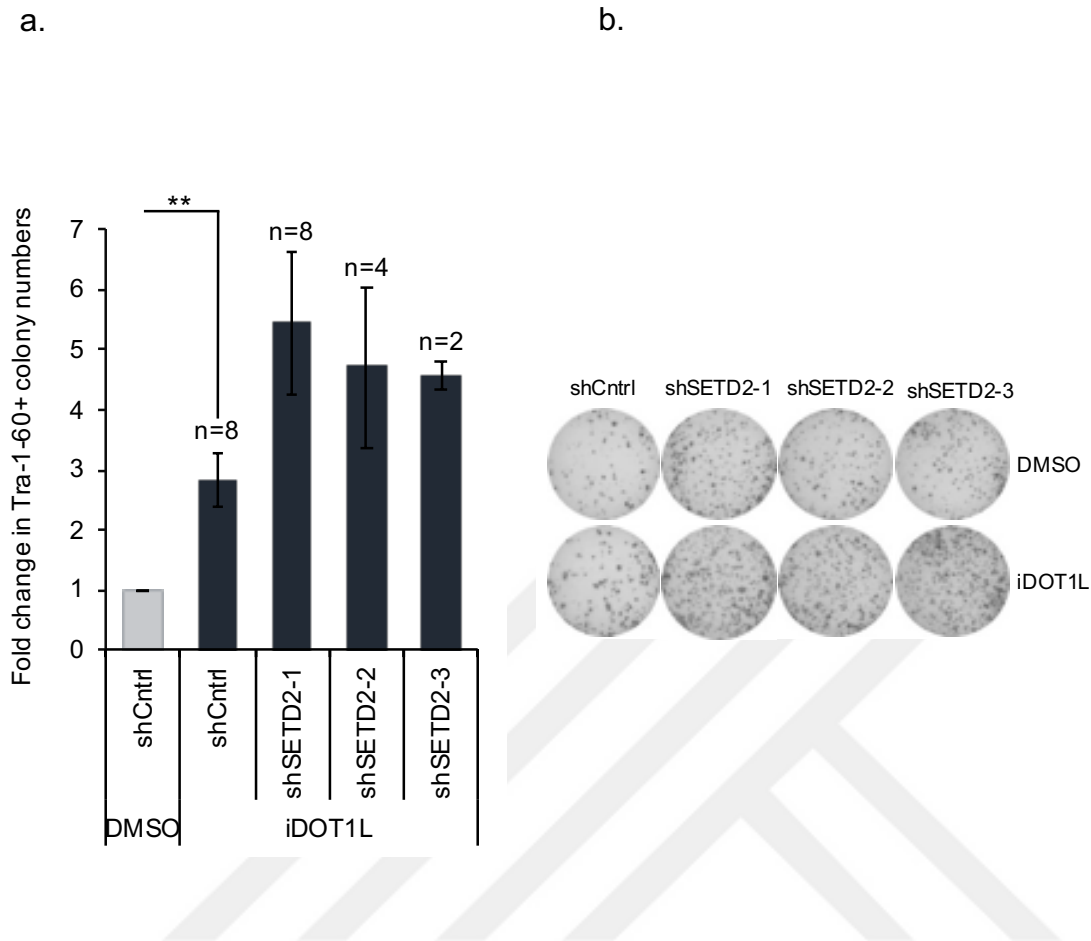 a.
b.
Fold change in Tra-1-60+ colony numbers
7
6
5
4
3
2
1
0
**
n=8
n=8
n=4
n=2
shCntrl
shCntrl
shSETD2-1
shSETD2-2
shSETD2-3
DMSO
iDOT1L
shCntrl shSETD2-1 shSETD2-2 shSETD2-3
DMSO
iDOT1L